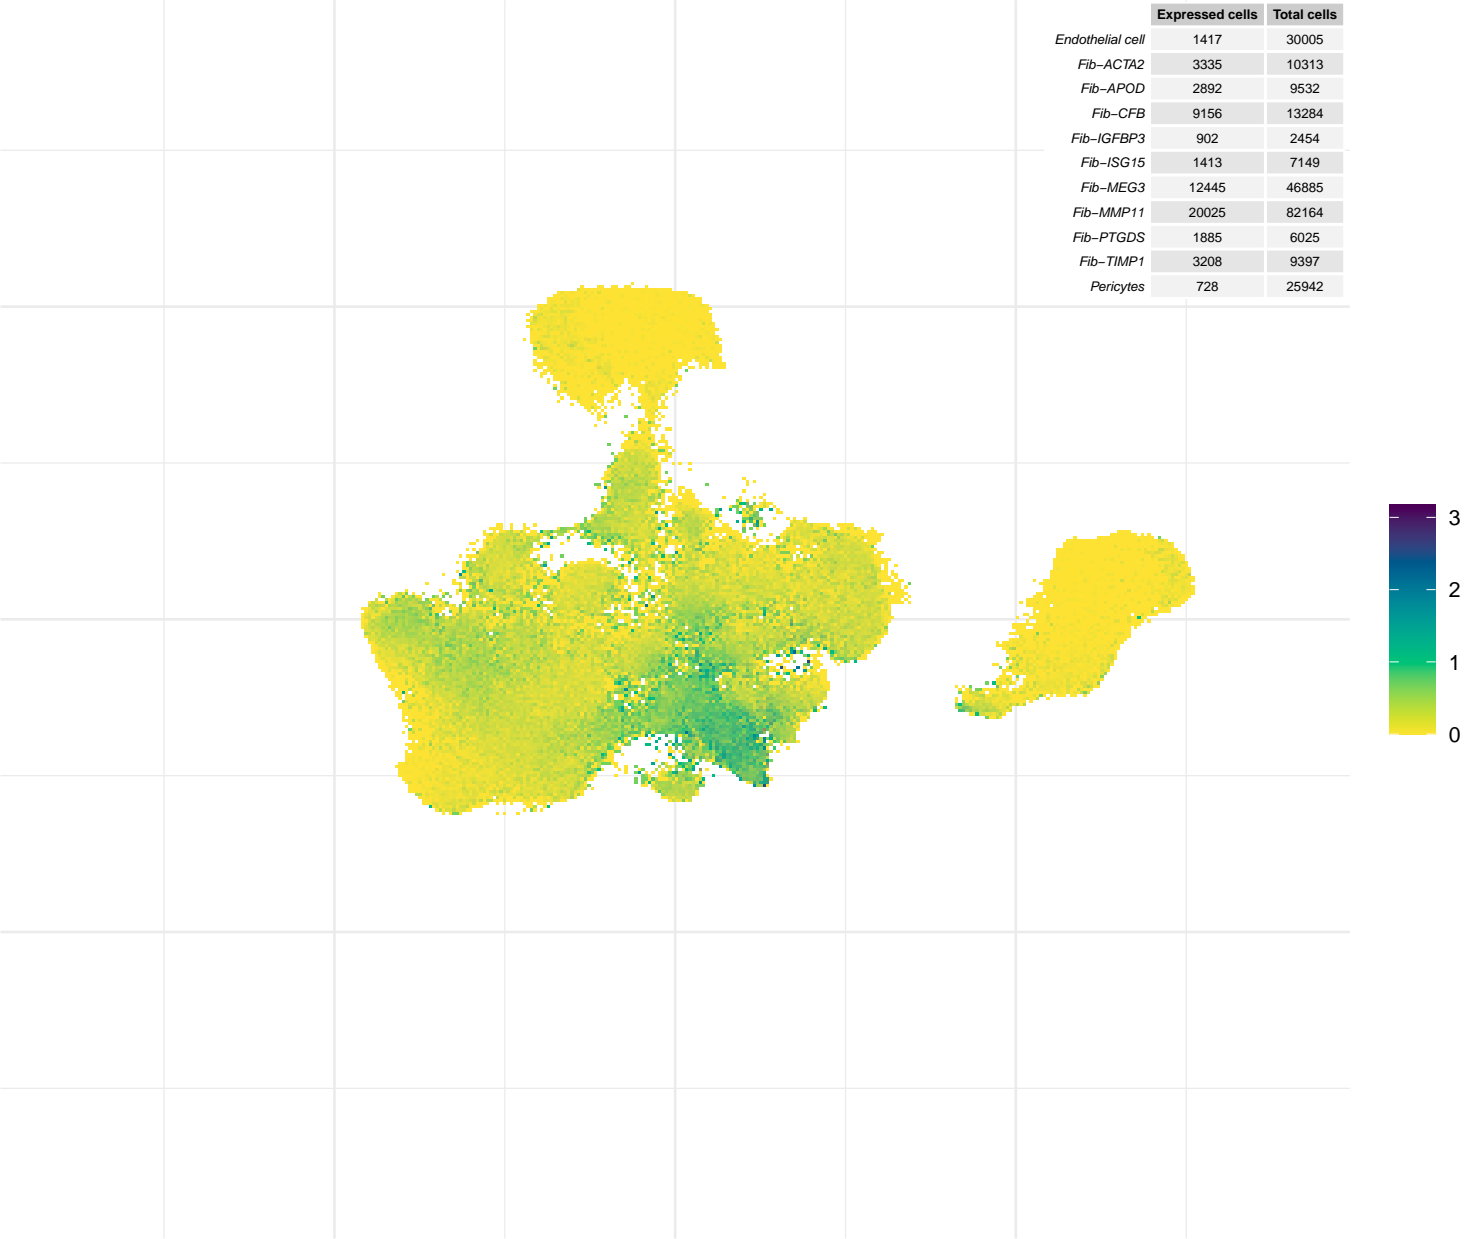 Expressed cells Total cells
Endothelial cell 1417 30005
Fib−ACTA2 3335 10313
Fib−APOD 2892 9532
Fib−CFB 9156 13284
Fib−IGFBP3 902 2454
Fib−ISG15 1413 7149
Fib−MEG3 12445 46885
Fib−MMP11 20025 82164
Fib−PTGDS 1885 6025
Fib−TIMP1 3208 9397
Pericytes 728 25942
3
2
1
0